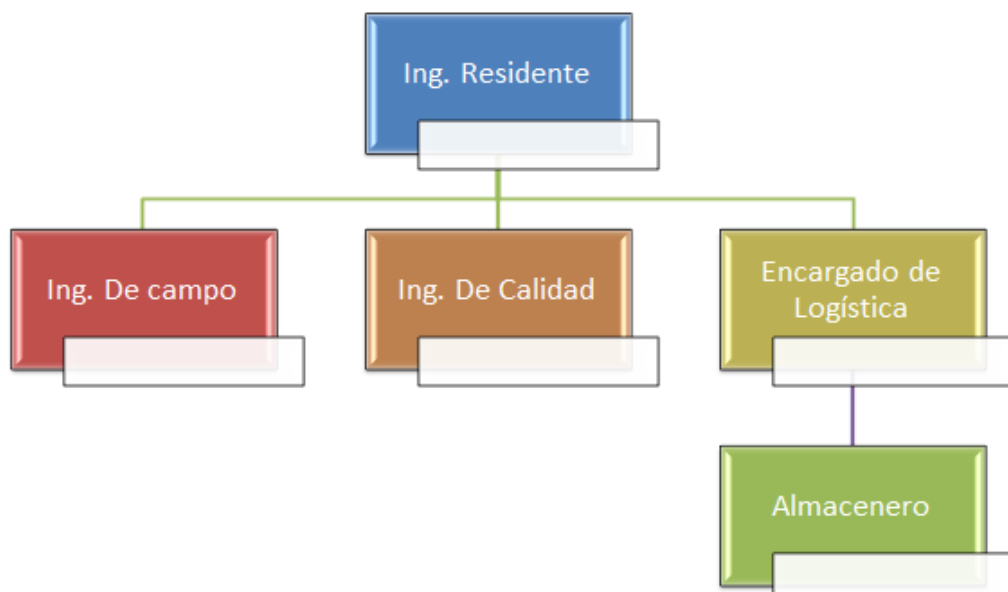 Ing. Residente
Ing. De campo
Ing. De Calidad
Encargado de
Logística
Almacenero